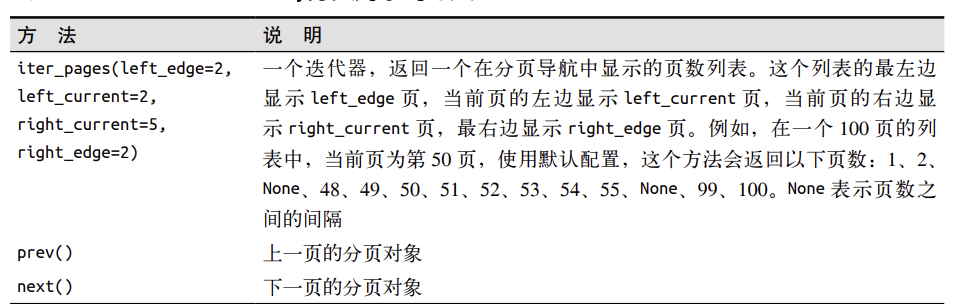 方 法 说 明
iter_pages(left_edge=2, 一个迭代器，返回一个在分页导航中显示的页数列表。这个列表的最左边
left_current=2, 显示 left_edge 页，当前页的左边显示 left_current 页，当前页的右边显
right_current=5, 示 right_current 页，最右边显示 right_edge 页。例如，在一个 100 页的列
right_edge=2) 表中，当前页为第 50 页，使用默认配置，这个方法会返回以下页数：1、2、
None、48、49、50、51、52、53、54、55、None、99、100。None 表示页数之
间的间隔
prev() 上一页的分页对象
next() 下一页的分页对象